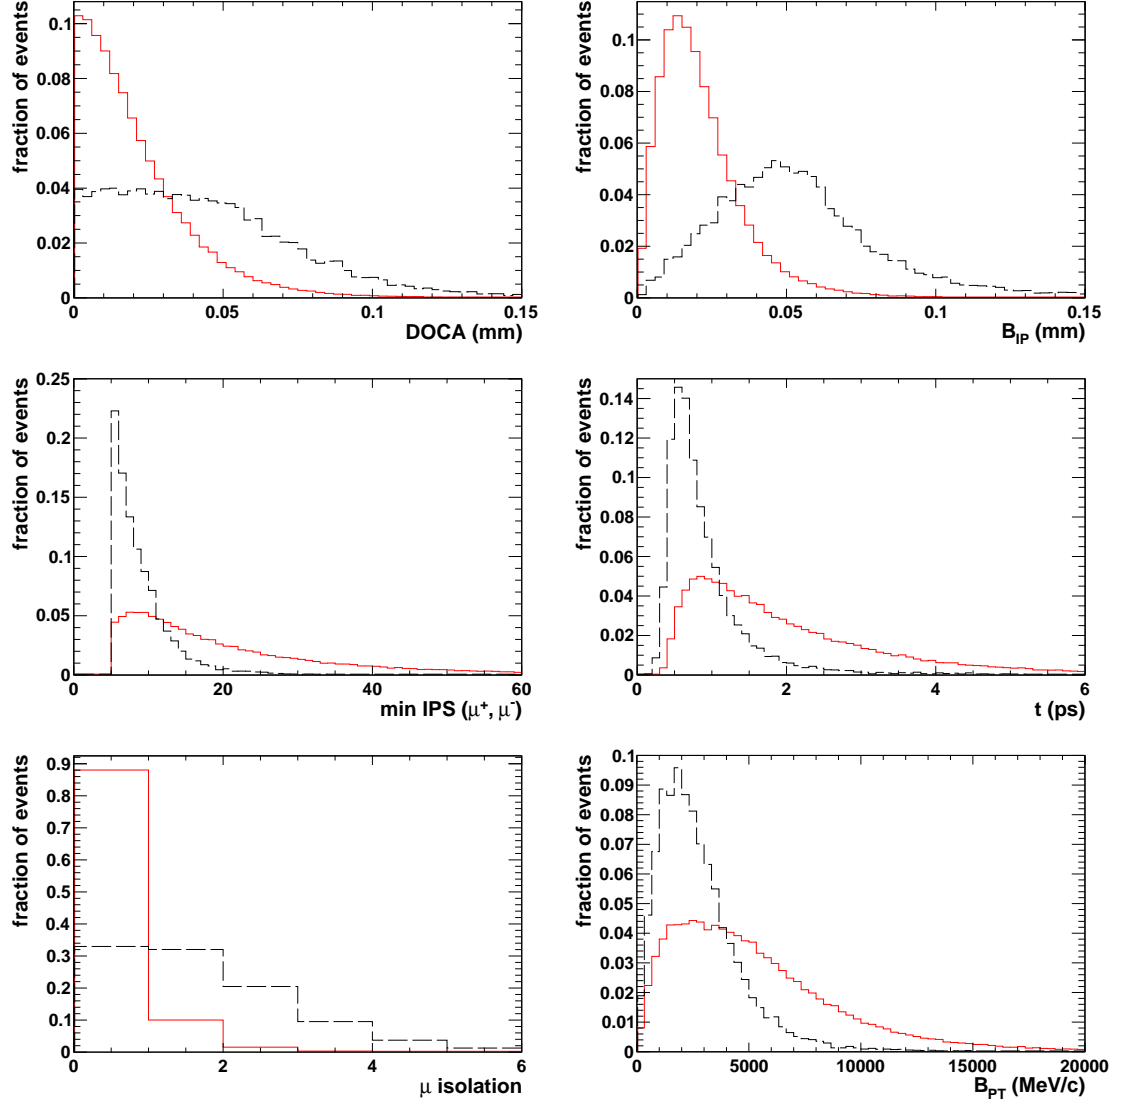 fraction of events
0.1
0.08
0.06
0.04
0.02
0
0 0.05 0.1 0.15
DOCA (mm)
fraction of events
0.1
0.08
0.06
0.04
0.02
0
0 0.05 0.1 0.15
B_IP (mm)
fraction of events
0.25
0.2
0.15
0.1
0.05
0
0 20 40 60
min IPS (μ⁺, μ⁻)
fraction of events
0.14
0.12
0.1
0.08
0.06
0.04
0.02
0
0 2 4 6
t (ps)
fraction of events
0.9
0.8
0.7
0.6
0.5
0.4
0.3
0.2
0.1
0
0 2 4 6
μ isolation
fraction of events
0.1
0.09
0.08
0.07
0.06
0.05
0.04
0.03
0.02
0.01
0
0 5000 10000 15000 20000
B_PT (MeV/c)